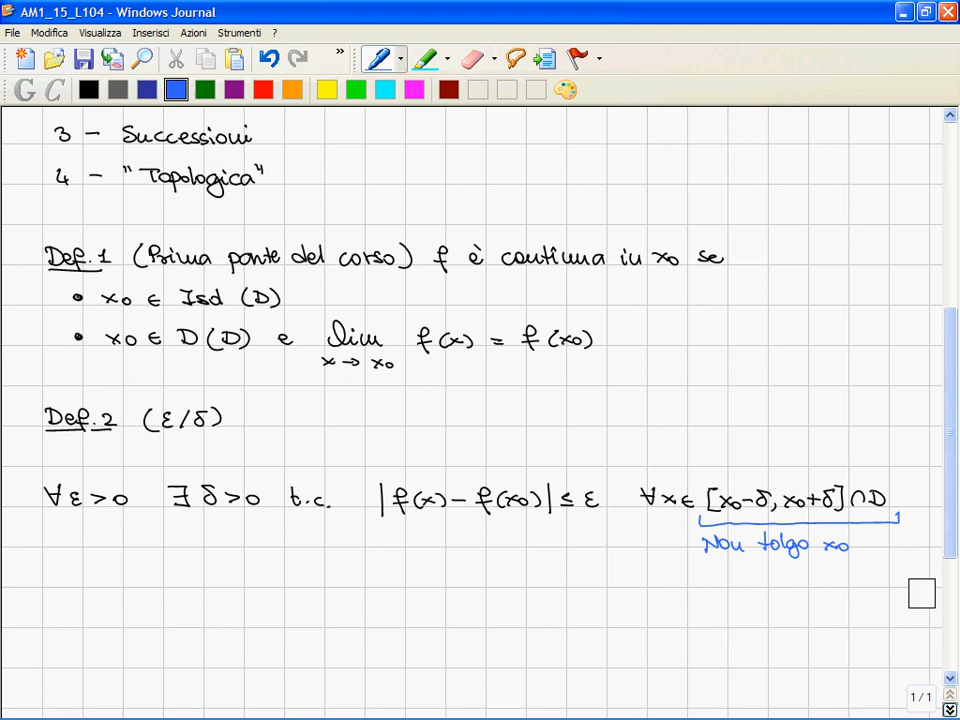 AM1_15_L104 - Windows Journal
File Modifica Visualizza Inserisci Azioni Strumenti ?
» 
G C
3 - Successioni
4 - "Topologica"
Def. 1 (Prima parte del corso) f è continua in x0 se
• x0 ∈ Isd (D)
• x0 ∈ D(D) e lim f(x) = f(x0)
x → x0
Def. 2 (ε/δ)
∀ ε > 0 ∃ δ > 0 t.c. |f(x) - f(x0)| ≤ ε ∀ x ∈ [x0-δ, x0+δ] ∩ D
Non tolgo x0
1 / 1